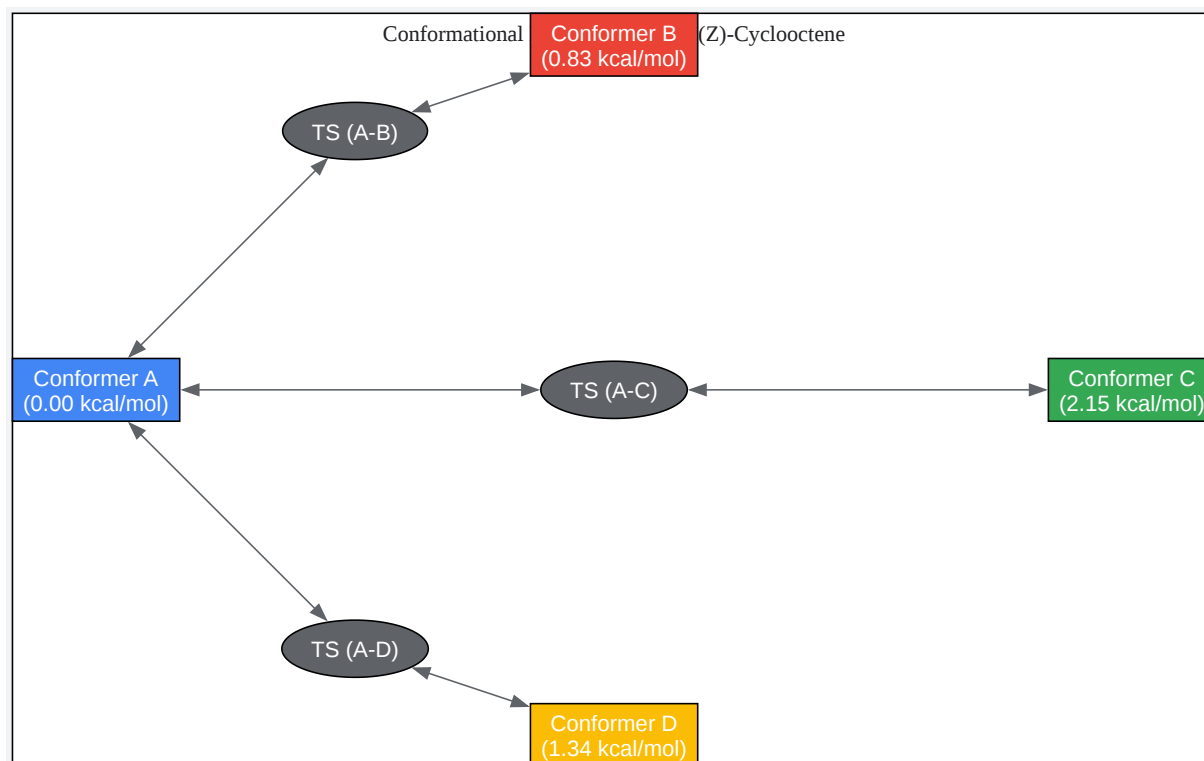 Conformational
Conformer B
(0.83 kcal/mol)
(Z)-Cyclooctene
TS (A-B)
Conformer A
(0.00 kcal/mol)
TS (A-C)
Conformer C
(2.15 kcal/mol)
TS (A-D)
Conformer D
(1.34 kcal/mol)